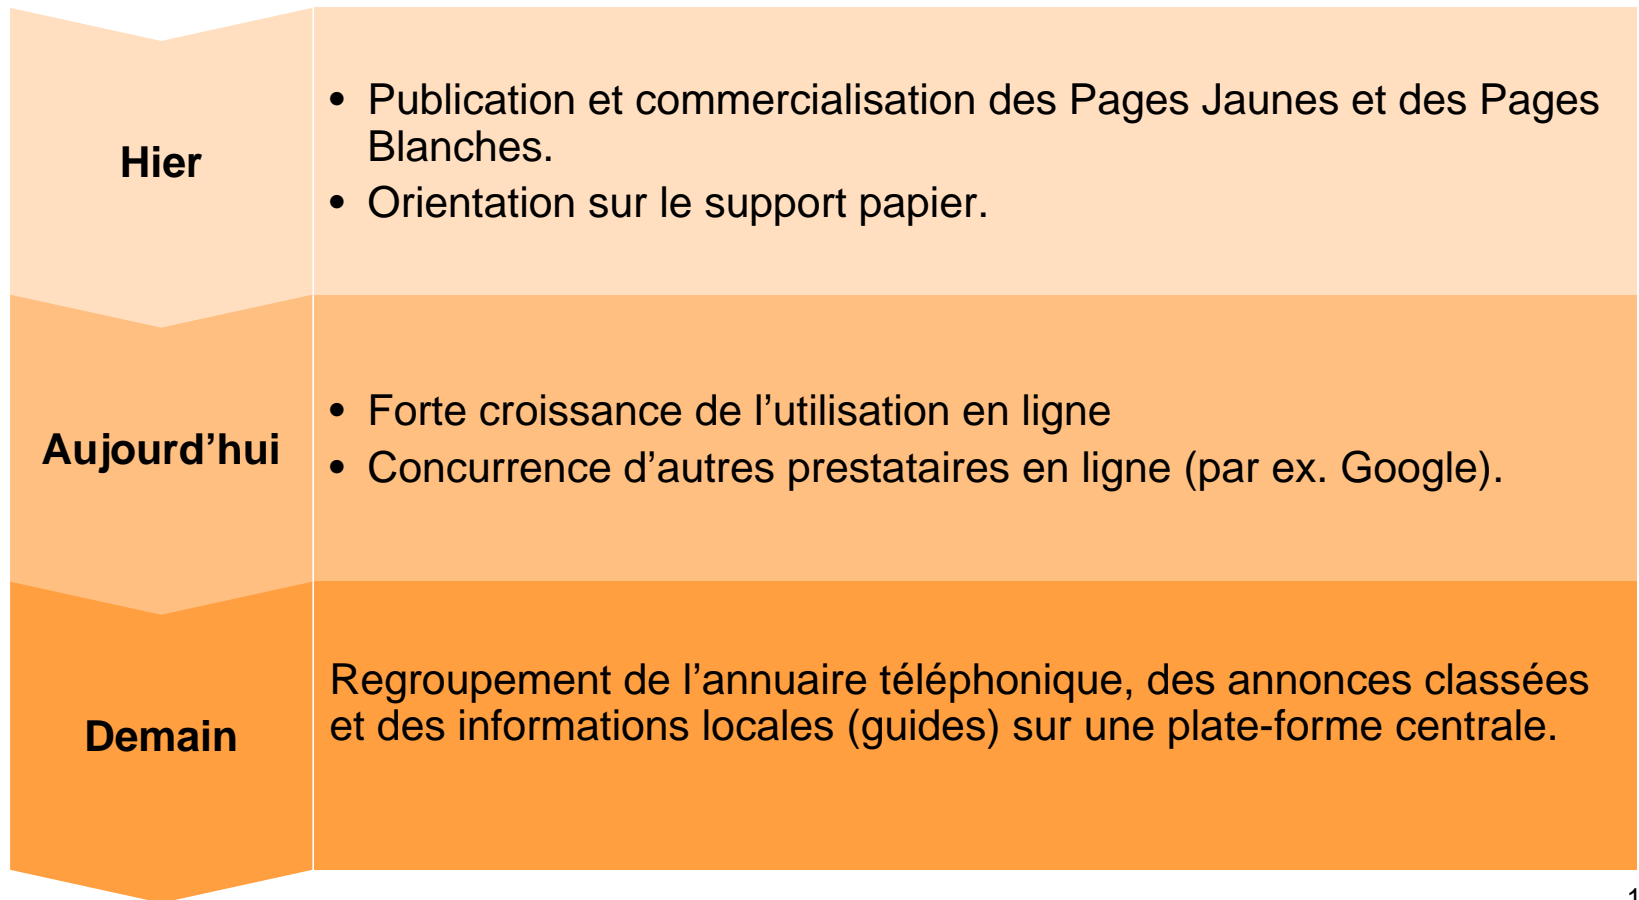 Hier
• Publication et commercialisation des Pages Jaunes et des Pages
Blanches.
• Orientation sur le support papier.
Aujourd’hui
• Forte croissance de l’utilisation en ligne
• Concurrence d’autres prestataires en ligne (par ex. Google).
Demain
Regroupement de l’annuaire téléphonique, des annonces classées
et des informations locales (guides) sur une plate-forme centrale.
1